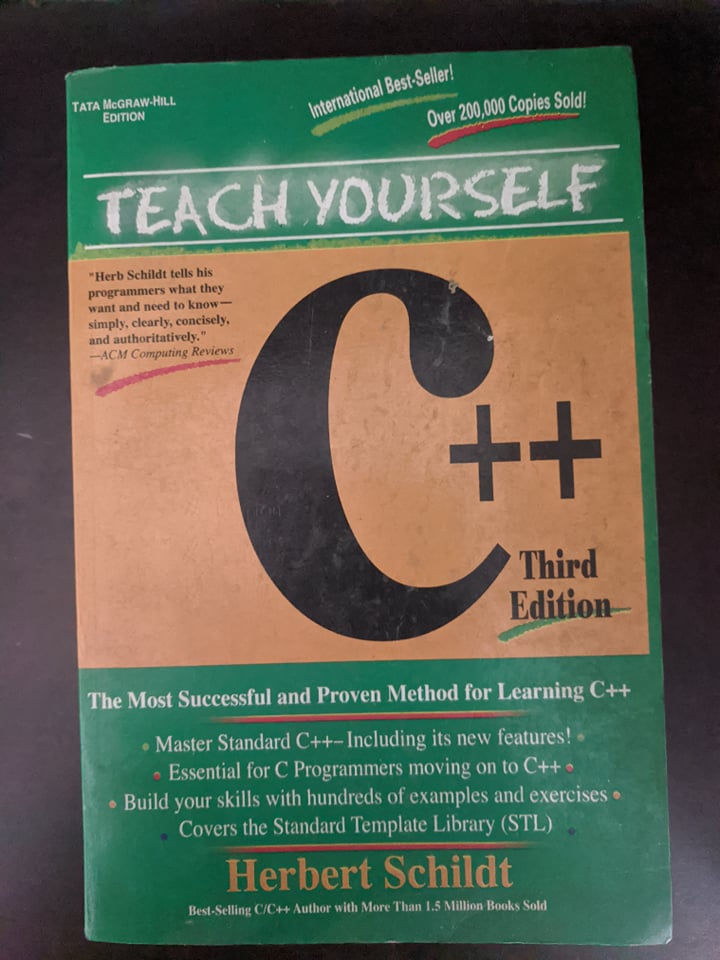 TATA McGRAW-HILL
EDITION
International Best-Seller!
Over 200,000 Copies Sold!
TEACH YOURSELF
"Herb Schildt tells his
programmers what they
want and need to know—
simply, clearly, concisely,
and authoritatively."
—ACM Computing Reviews
C++
Third
Edition
The Most Successful and Proven Method for Learning C++
• Master Standard C++–Including its new features! •
• Essential for C Programmers moving on to C++ •
• Build your skills with hundreds of examples and exercises •
• Covers the Standard Template Library (STL) •
Herbert Schildt
Best-Selling C/C++ Author with More Than 1.5 Million Books Sold